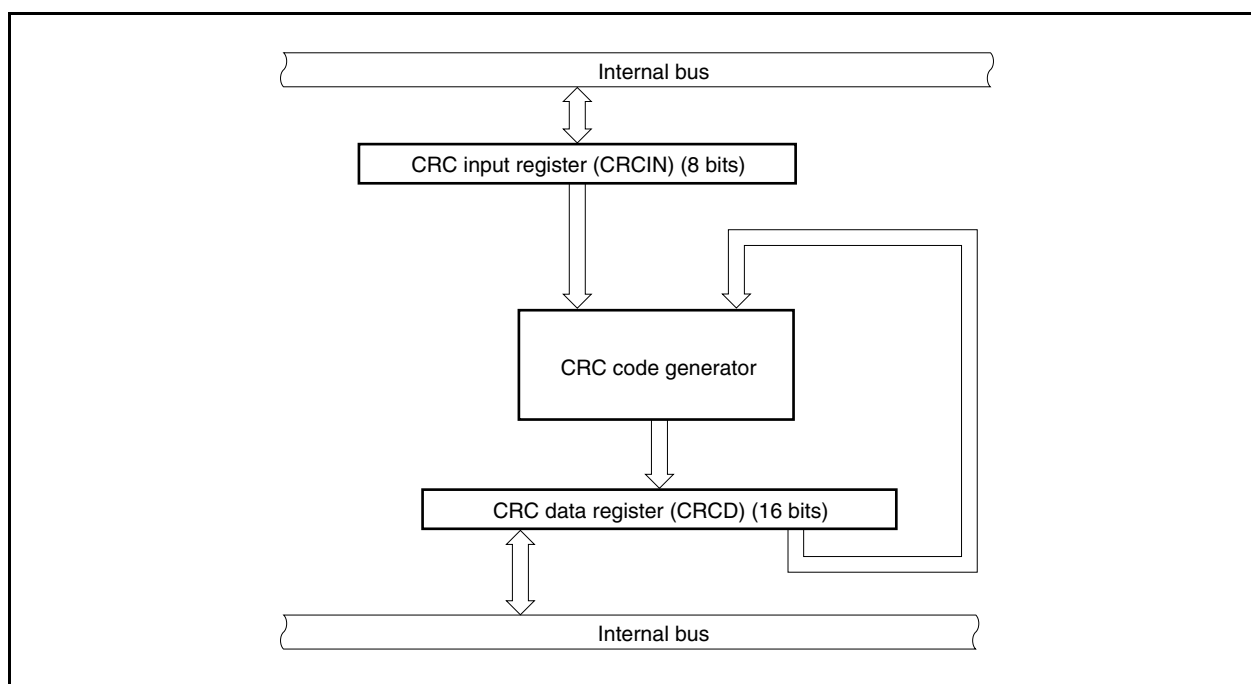 Internal bus
CRC input register (CRCIN) (8 bits)
CRC code generator
CRC data register (CRCD) (16 bits)
Internal bus